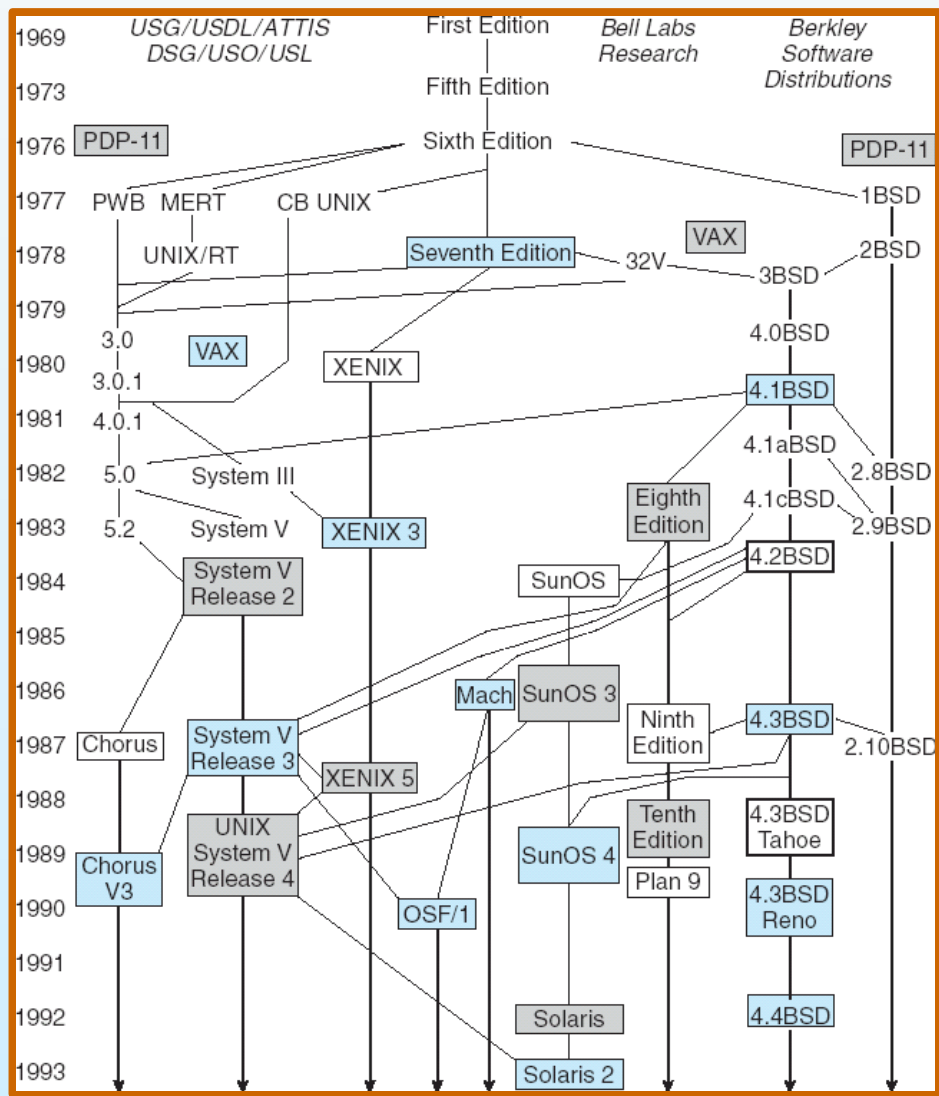 USG/USDL/ATTIS
DSG/USO/USL
First Edition
Bell Labs
Research
Berkley
Software
Distributions
1969
Fifth Edition
1973
1976
PDP-11
Sixth Edition
PDP-11
1977
PWB
MERT
CB UNIX
1BSD
1978
UNIX/RT
Seventh Edition
32V
VAX
2BSD
3BSD
1979
3.0
VAX
4.0BSD
1980
3.0.1
XENIX
4.1BSD
1981
4.0.1
4.1aBSD
1982
5.0
System III
2.8BSD
Eighth
Edition
4.1cBSD
1983
5.2
System V
XENIX 3
2.9BSD
4.2BSD
1984
System V
Release 2
SunOS
1985
1986
Mach
SunOS 3
1987
Chorus
System V
Release 3
Ninth
Edition
4.3BSD
2.10BSD
XENIX 5
1988
UNIX
System V
Release 4
Tenth
Edition
4.3BSD
Tahoe
1989
Chorus
V3
SunOS 4
Plan 9
4.3BSD
Reno
1990
OSF/1
1991
1992
Solaris
4.4BSD
1993
Solaris 2